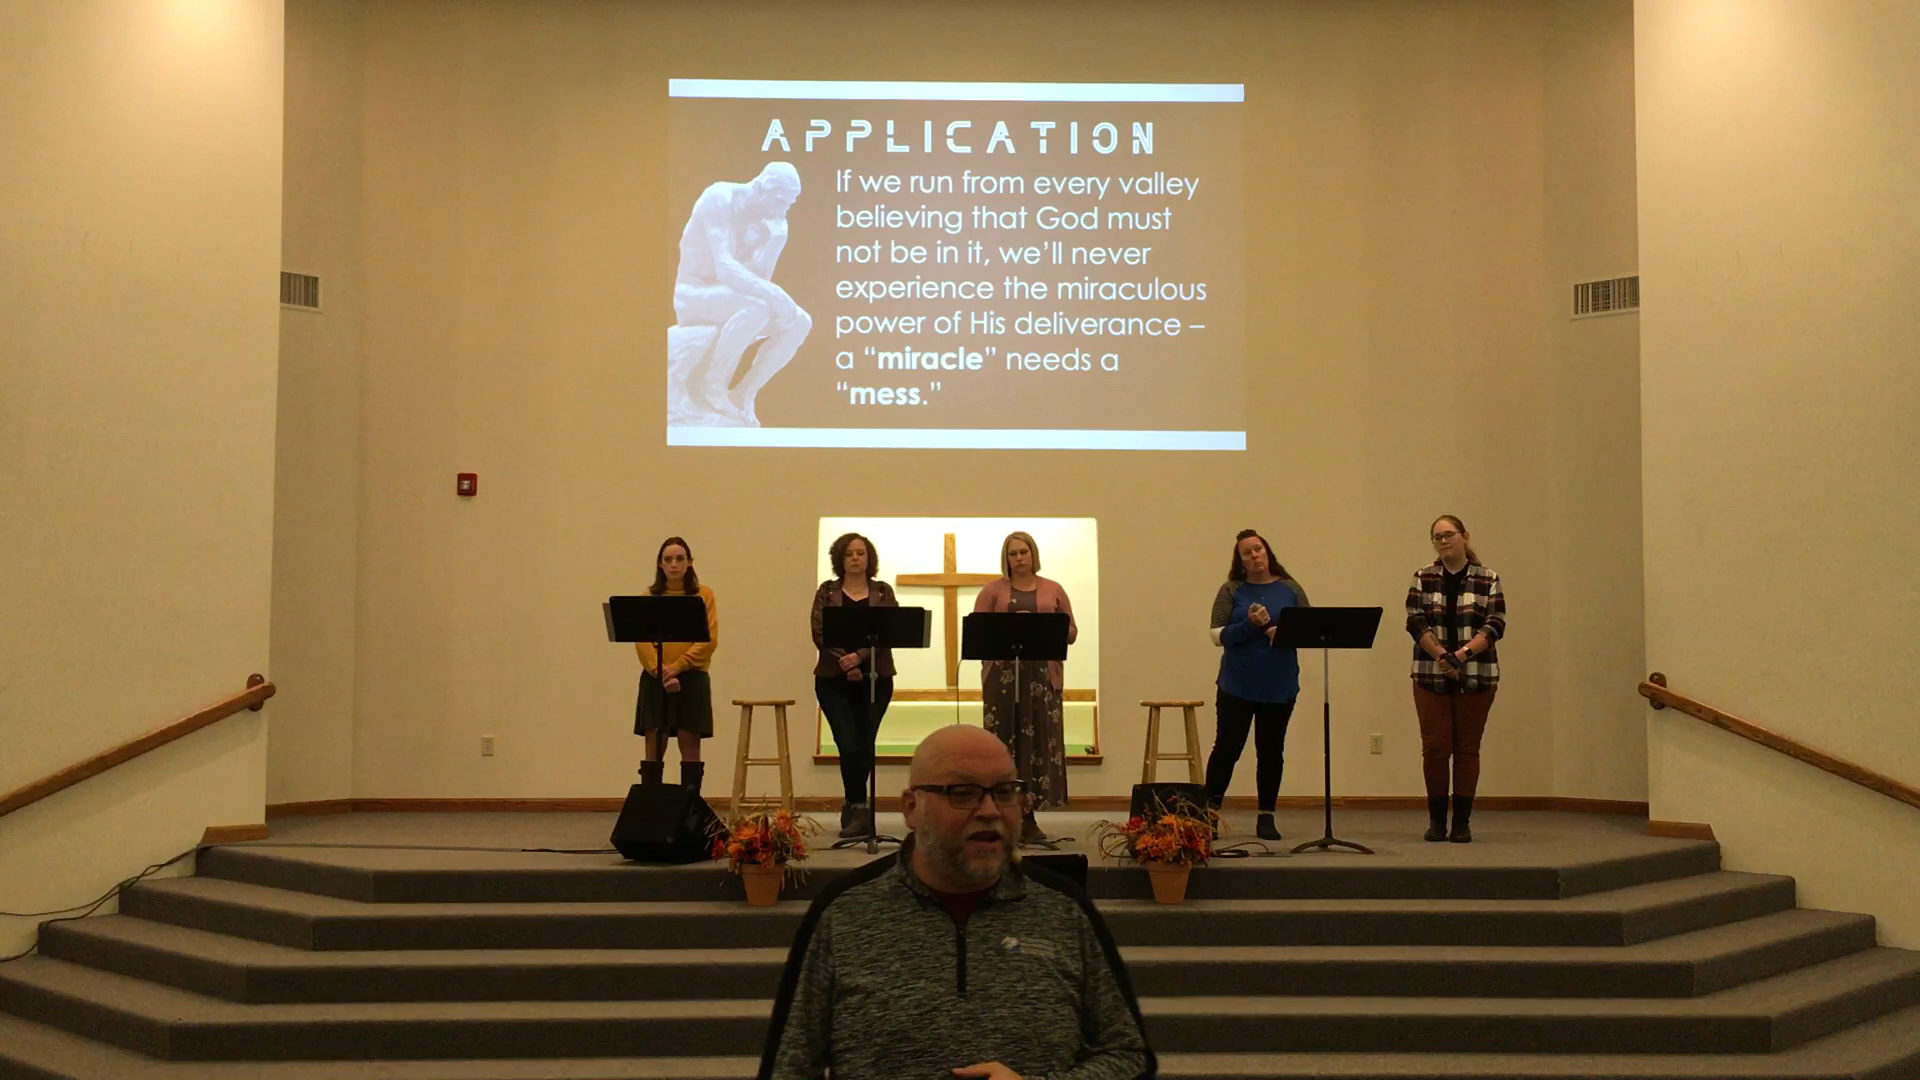 APPLICATION
If we run from every valley
believing that God must
not be in it, we’ll never
experience the miraculous
power of His deliverance –
a “miracle” needs a
“mess.”